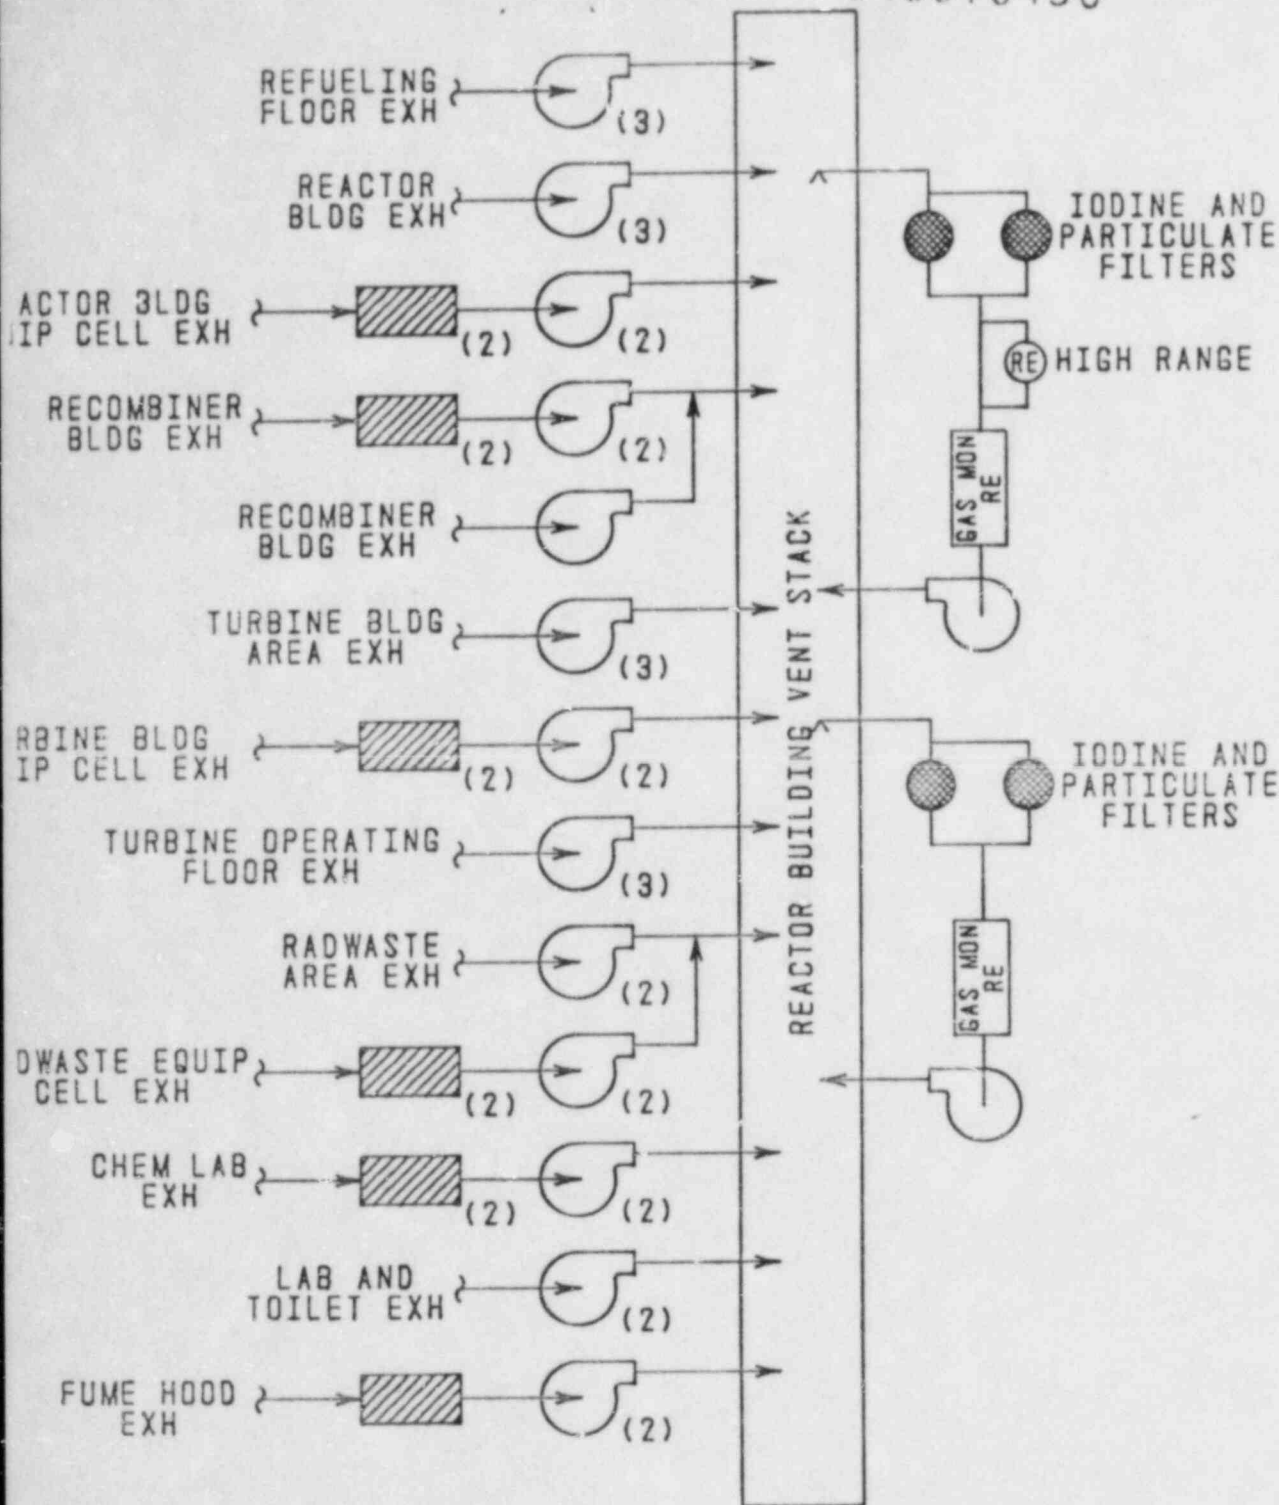 REFUELING
FLOOR EXH
(3)
REACTOR
BLDG EXH
(3)
ACTOR BLDG
IP CELL EXH
(2)
(2)
RECOMBINER
BLDG EXH
(2)
(2)
RECOMBINER
BLDG EXH
TURBINE BLDG
AREA EXH
(3)
RBINE BLDG
IP CELL EXH
(2)
(2)
TURBINE OPERATING
FLOOR EXH
(3)
RADWASTE
AREA EXH
(2)
DWASTE EQUIP
CELL EXH
(2)
(2)
CHEM LAB
EXH
(2)
(2)
LAB AND
TOILET EXH
(2)
FUME HOOD
EXH
(2)
REACTOR BUILDING VENT STACK
IODINE AND
PARTICULATE
FILTERS
RE
HIGH RANGE
GAS MON
RE
IODINE AND
PARTICULATE
FILTERS
GAS MON
RE